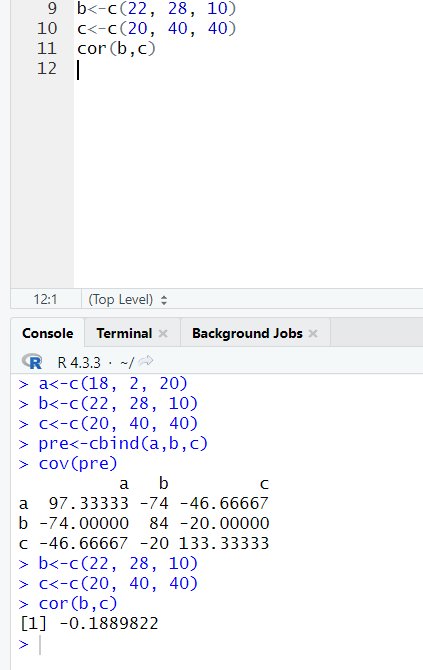 9 b<-c(22, 28, 10)
10 c<-c(20, 40, 40)
11 cor(b,c)
12
12:1 (Top Level)
Console Terminal Background Jobs
R R 4.3.3 · ~/
> a<-c(18, 2, 20)
> b<-c(22, 28, 10)
> c<-c(20, 40, 40)
> pre<-cbind(a,b,c)
> cov(pre)
a b c
a 97.33333 -74 -46.66667
b -74.00000 84 -20.00000
c -46.66667 -20 133.33333
> b<-c(22, 28, 10)
> c<-c(20, 40, 40)
> cor(b,c)
[1] -0.1889822
>